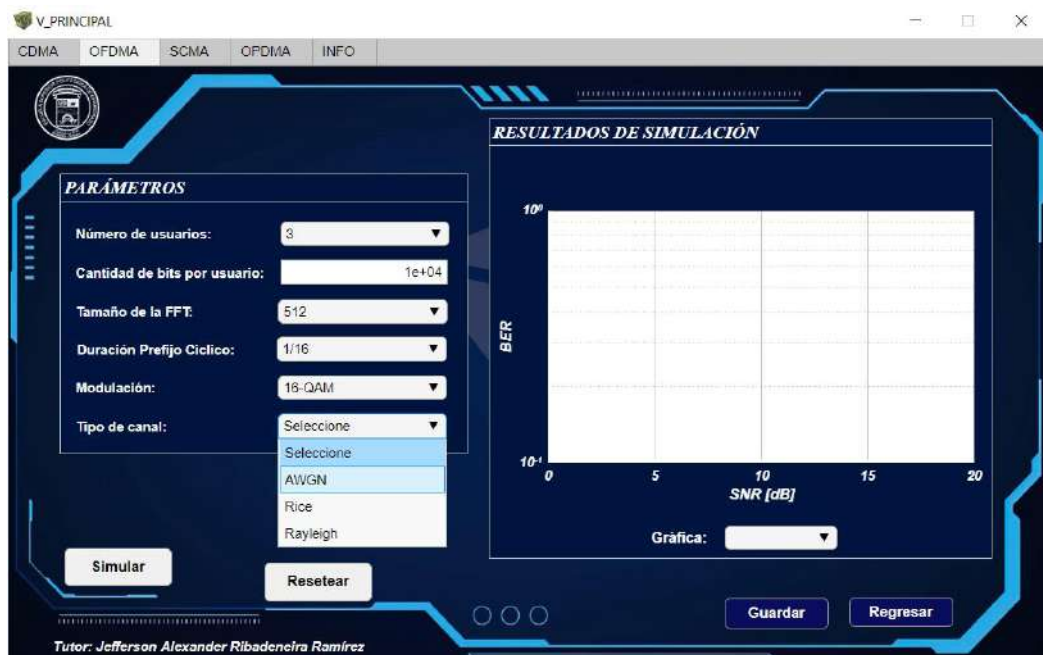 V_PRINCIPAL
CDMA OFDMA SCMA OPDMA INFO
PARÁMETROS
Número de usuarios: 3
Cantidad de bits por usuario: 1e+04
Tamaño de la FFT: 512
Duración Prefijo Ciclico: 1/16
Modulación: 16-QAM
Tipo de canal: Seleccione
Seleccione
AWGN
Rice
Rayleigh
Simular
Resetear
RESULTADOS DE SIMULACIÓN
10⁰
BER
10⁻¹
0 5 10 15 20
SNR [dB]
Gráfica:
Guardar Regresar
Tutor: Jefferson Alexander Ribadeneira Ramírez